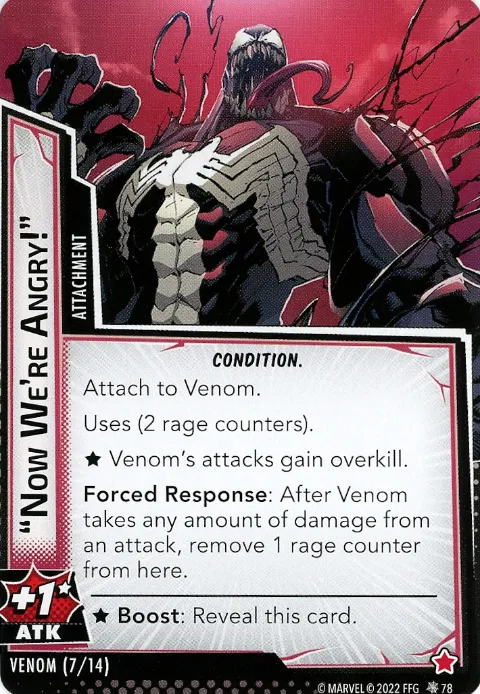 ATTACHMENT
“NOW WE’RE ANGRY!”
CONDITION.
Attach to Venom.
Uses (2 rage counters).
★ Venom’s attacks gain overkill.
Forced Response: After Venom
takes any amount of damage from
an attack, remove 1 rage counter
from here.
★ Boost: Reveal this card.
+1★
ATK
VENOM (7/14)
© MARVEL © 2022 FFG 78